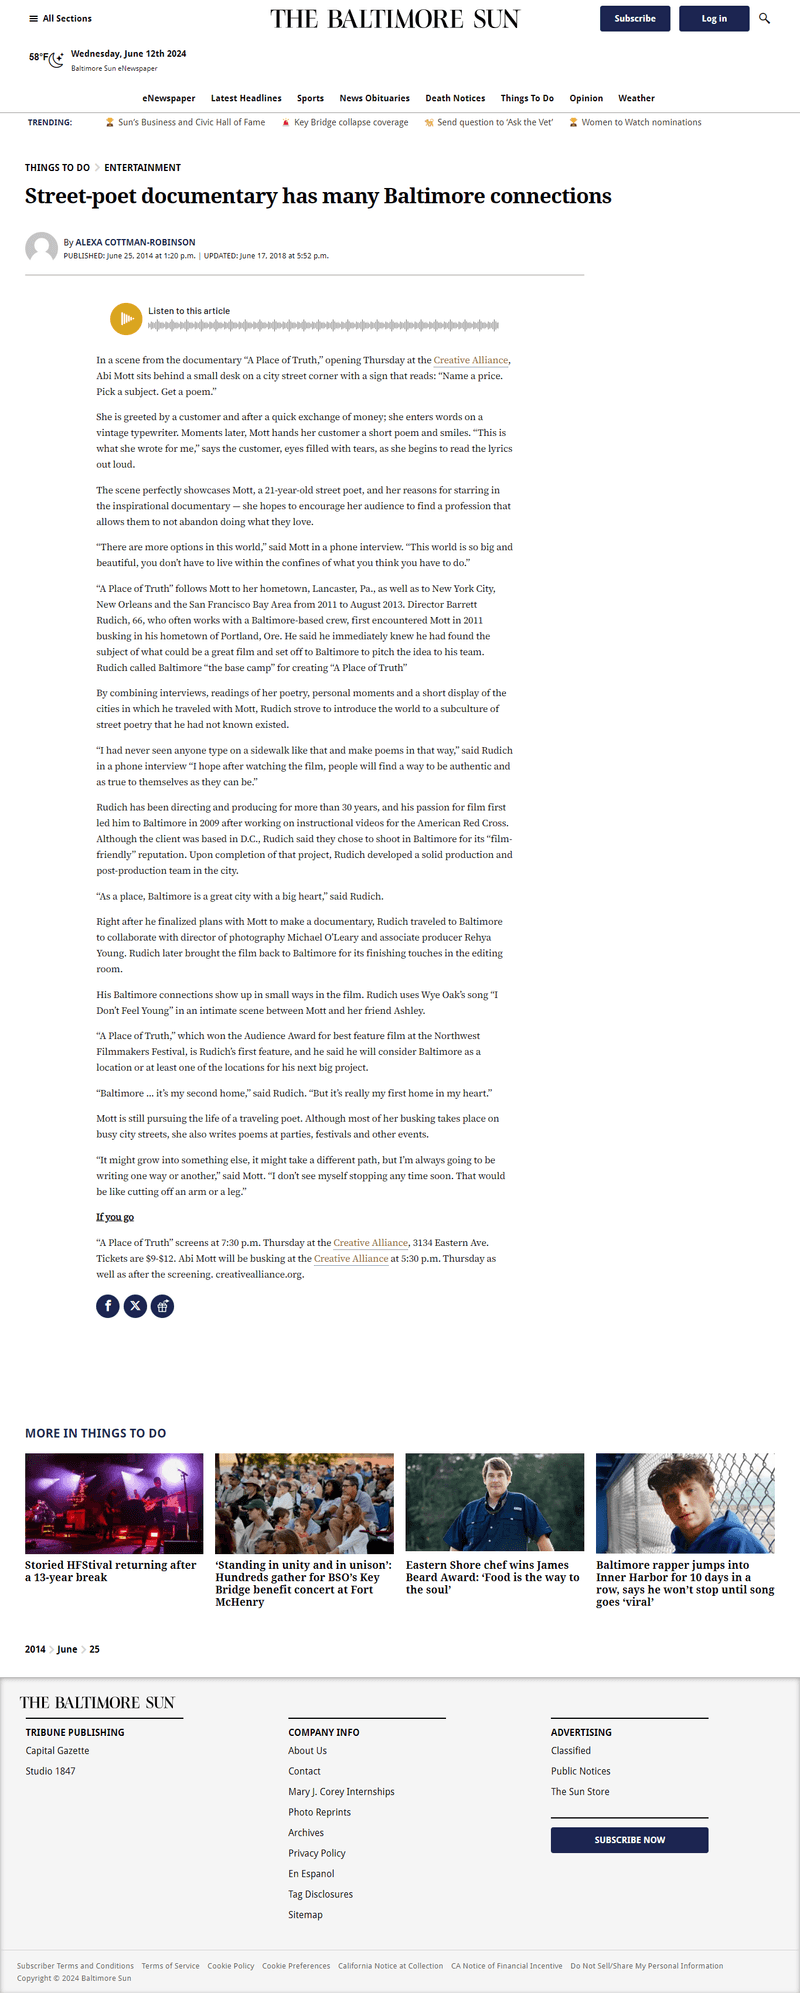 All Sections
THE BALTIMORE SUN
Subscribe
Log in
58°F
Wednesday, June 12th 2024
Baltimore Sun eNewspaper
eNewspaper Latest Headlines Sports News Obituaries Death Notices Things To Do Opinion Weather
TRENDING: Sun's Business and Civic Hall of Fame Key Bridge collapse coverage Send question to 'Ask the Vet' Women to Watch nominations
THINGS TO DO > ENTERTAINMENT
Street-poet documentary has many Baltimore connections
By ALEXA COTTMAN-ROBINSON
PUBLISHED: June 25, 2014 at 1:20 p.m. | UPDATED: June 17, 2018 at 5:52 p.m.
Listen to this article
In a scene from the documentary “A Place of Truth,” opening Thursday at the Creative Alliance,
Abi Mott sits behind a small desk on a city street corner with a sign that reads: “Name a price.
Pick a subject. Get a poem.”
She is greeted by a customer and after a quick exchange of money; she enters words on a
vintage typewriter. Moments later, Mott hands her customer a short poem and smiles. “This is
what she wrote for me,” says the customer, eyes filled with tears, as she begins to read the lyrics
out loud.
The scene perfectly showcases Mott, a 21-year-old street poet, and her reasons for starring in
the inspirational documentary — she hopes to encourage her audience to find a profession that
allows them to not abandon doing what they love.
“There are more options in this world,” said Mott in a phone interview. “This world is so big and
beautiful, you don’t have to live within the confines of what you think you have to do.”
“A Place of Truth” follows Mott to her hometown, Lancaster, Pa., as well as to New York City,
New Orleans and the San Francisco Bay Area from 2011 to August 2013. Director Barrett
Rudich, 66, who often works with a Baltimore-based crew, first encountered Mott in 2011
busking in his hometown of Portland, Ore. He said he immediately knew he had found the
subject of what could be a great film and set off to Baltimore to pitch the idea to his team.
Rudich called Baltimore “the base camp” for creating “A Place of Truth”
By combining interviews, readings of her poetry, personal moments and a short display of the
cities in which he traveled with Mott, Rudich strove to introduce the world to a subculture of
street poetry that he had not known existed.
“I had never seen anyone type on a sidewalk like that and make poems in that way,” said Rudich
in a phone interview “I hope after watching the film, people will find a way to be authentic and
as true to themselves as they can be.”
Rudich has been directing and producing for more than 30 years, and his passion for film first
led him to Baltimore in 2009 after working on instructional videos for the American Red Cross.
Although the client was based in D.C., Rudich said they chose to shoot in Baltimore for its “film-
friendly” reputation. Upon completion of that project, Rudich developed a solid production and
post-production team in the city.
“As a place, Baltimore is a great city with a big heart,” said Rudich.
Right after he finalized plans with Mott to make a documentary, Rudich traveled to Baltimore
to collaborate with director of photography Michael O’Leary and associate producer Rehya
Young. Rudich later brought the film back to Baltimore for its finishing touches in the editing
room.
His Baltimore connections show up in small ways in the film. Rudich uses Wye Oak’s song “I
Don’t Feel Young” in an intimate scene between Mott and her friend Ashley.
“A Place of Truth,” which won the Audience Award for best feature film at the Northwest
Filmmakers Festival, is Rudich’s first feature, and he said he will consider Baltimore as a
location or at least one of the locations for his next big project.
“Baltimore ... it’s my second home,” said Rudich. “But it’s really my first home in my heart.”
Mott is still pursuing the life of a traveling poet. Although most of her busking takes place on
busy city streets, she also writes poems at parties, festivals and other events.
“It might grow into something else, it might take a different path, but I’m always going to be
writing one way or another,” said Mott. “I don’t see myself stopping any time soon. That would
be like cutting off an arm or a leg.”
If you go
“A Place of Truth” screens at 7:30 p.m. Thursday at the Creative Alliance, 3134 Eastern Ave.
Tickets are $9-$12. Abi Mott will be busking at the Creative Alliance at 5:30 p.m. Thursday as
well as after the screening. creativealliance.org.
MORE IN THINGS TO DO
Storied HFStival returning after
a 13-year break
‘Standing in unity and in unison’:
Hundreds gather for BSO’s Key
Bridge benefit concert at Fort
McHenry
Eastern Shore chef wins James
Beard Award: ‘Food is the way to
the soul’
Baltimore rapper jumps into
Inner Harbor for 10 days in a
row, says he won’t stop until song
goes ‘viral’
2014 > June > 25
THE BALTIMORE SUN
TRIBUNE PUBLISHING
Capital Gazette
Studio 1847
COMPANY INFO
About Us
Contact
Mary J. Corey Internships
Photo Reprints
Archives
Privacy Policy
En Espanol
Tag Disclosures
Sitemap
ADVERTISING
Classified
Public Notices
The Sun Store
SUBSCRIBE NOW
Subscriber Terms and Conditions Terms of Service Cookie Policy Cookie Preferences California Notice at Collection CA Notice of Financial Incentive Do Not Sell/Share My Personal Information
Copyright © 2024 Baltimore Sun